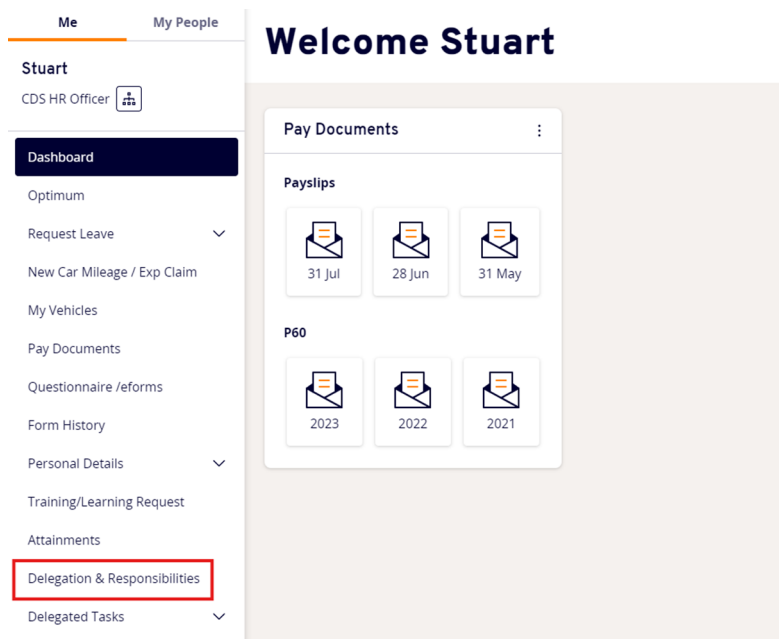 Me
My People
Stuart
CDS HR Officer
Dashboard
Optimum
Request Leave
New Car Mileage / Exp Claim
My Vehicles
Pay Documents
Questionnaire /eforms
Form History
Personal Details
Training/Learning Request
Attainments
Delegation & Responsibilities
Delegated Tasks
Welcome Stuart
Pay Documents
Payslips
31 Jul
28 Jun
31 May
P60
2023
2022
2021